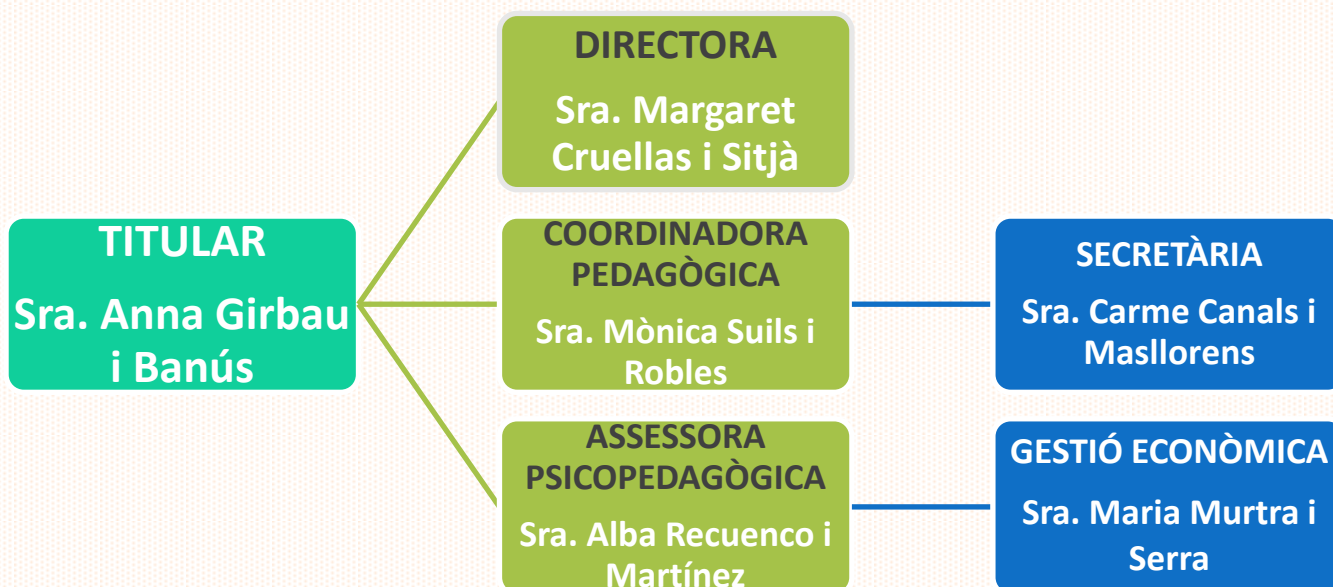 DIRECTORA
Sra. Margaret
Cruellas i Sitjà
TITULAR
Sra. Anna Girbau
i Banús
COORDINADORA
PEDAGÒGICA
Sra. Mònica Suils i
Robles
SECRETÀRIA
Sra. Carme Canals i
Masllorens
ASSESSORA
PSICOPEDAGÒGICA
Sra. Alba Recuenco i
Martínez
GESTIÓ ECONÒMICA
Sra. Maria Murtra i
Serra